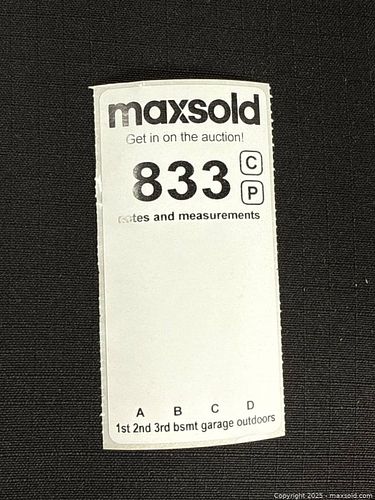 maxsold
Get in on the auction!
833 C
P
notes and measurements
A B C D
1st 2nd 3rd bsmt garage outdoors
Copyright 2025 - maxsold.com